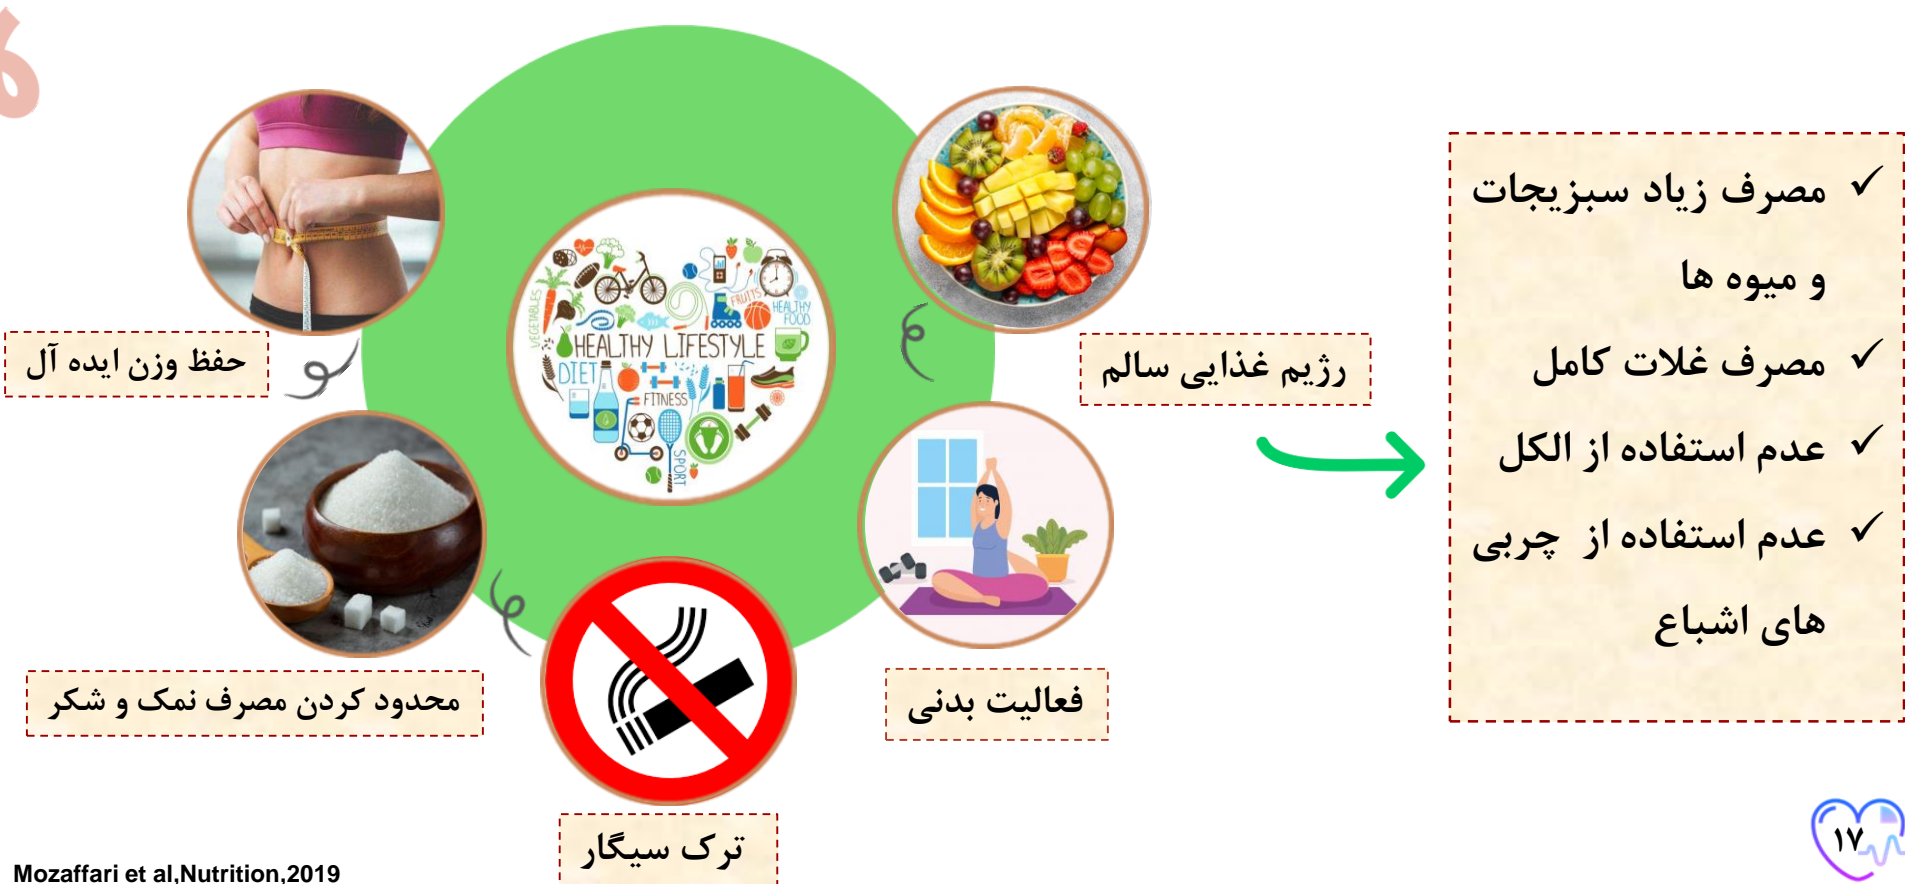 رژیم غذایی سالم
مصرف زیاد سبزیجات
و میوه ها
مصرف غلات کامل
عدم استفاده از الکل
عدم استفاده از چربی
های اشباع
فعالیت بدنی
ترک سیگار
محدود کردن مصرف نمک و شکر
حفظ وزن ایده آل
VEGETABLES
FRUITS
HEALTHY
FOOD
HEALTHY LIFESTYLE
DIET
FITNESS
SPORT
Mozaffari et al,Nutrition,2019
۱۷